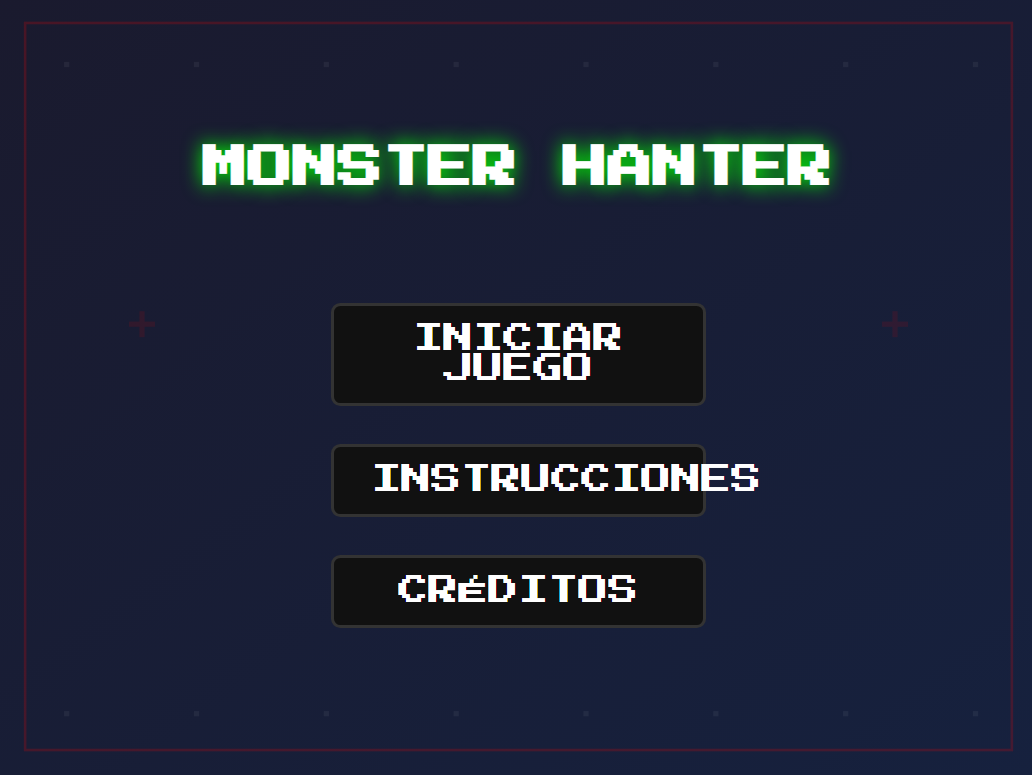 MONSTER HANTER
INICIAR
JUEGO
INSTRUCCIONES
CRéDITOS